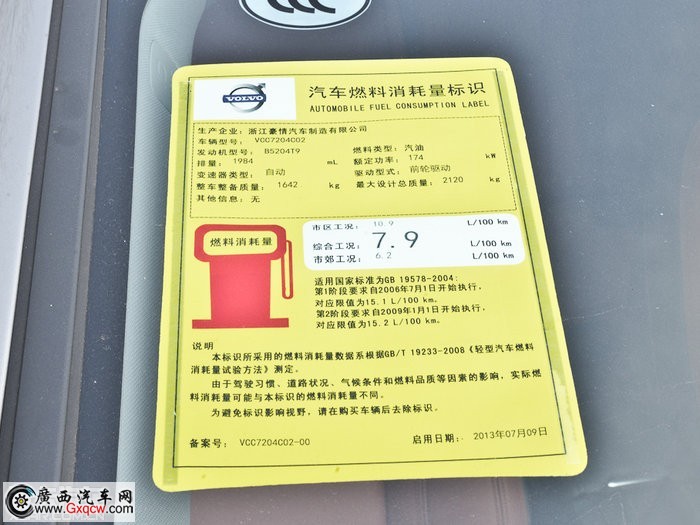 VOLVO
汽车燃料消耗量标识
AUTOMOBILE FUEL CONSUMPTION LABEL
生产企业: 浙江豪情汽车制造有限公司
车辆型号: VCC7204C02
发动机型号: B5204T9 燃料类型: 汽油
排量: 1984 mL 额定功率: 174 kW
变速器类型: 自动 驱动型式: 前轮驱动
整车整备质量: 1642 kg 最大设计总质量: 2120 kg
其他信息: 无
燃料消耗量
市区工况: 10.9 L/100 km
综合工况: 7.9 L/100 km
市郊工况: 6.2 L/100 km
适用国家标准为GB 19578-2004:
第1阶段要求自2006年7月1日开始执行,
对应限值为15.1 L/100 km.
第2阶段要求自2009年1月1日开始执行,
对应限值为15.2 L/100 km.
说明
本标识所采用的燃料消耗量数据系根据GB/T 19233-2008《轻型汽车燃料
消耗量试验方法》测定。
由于驾驶习惯、道路状况、气候条件和燃料品质等因素的影响，实际燃
料消耗量可能与本标识的燃料消耗量不同。
为避免标识影响视野，请在购买车辆后去除标识。
备案号: VCC7204C02-00 启用日期: 2013年07月09日
廣西汽车网
www.Gxqcw.com